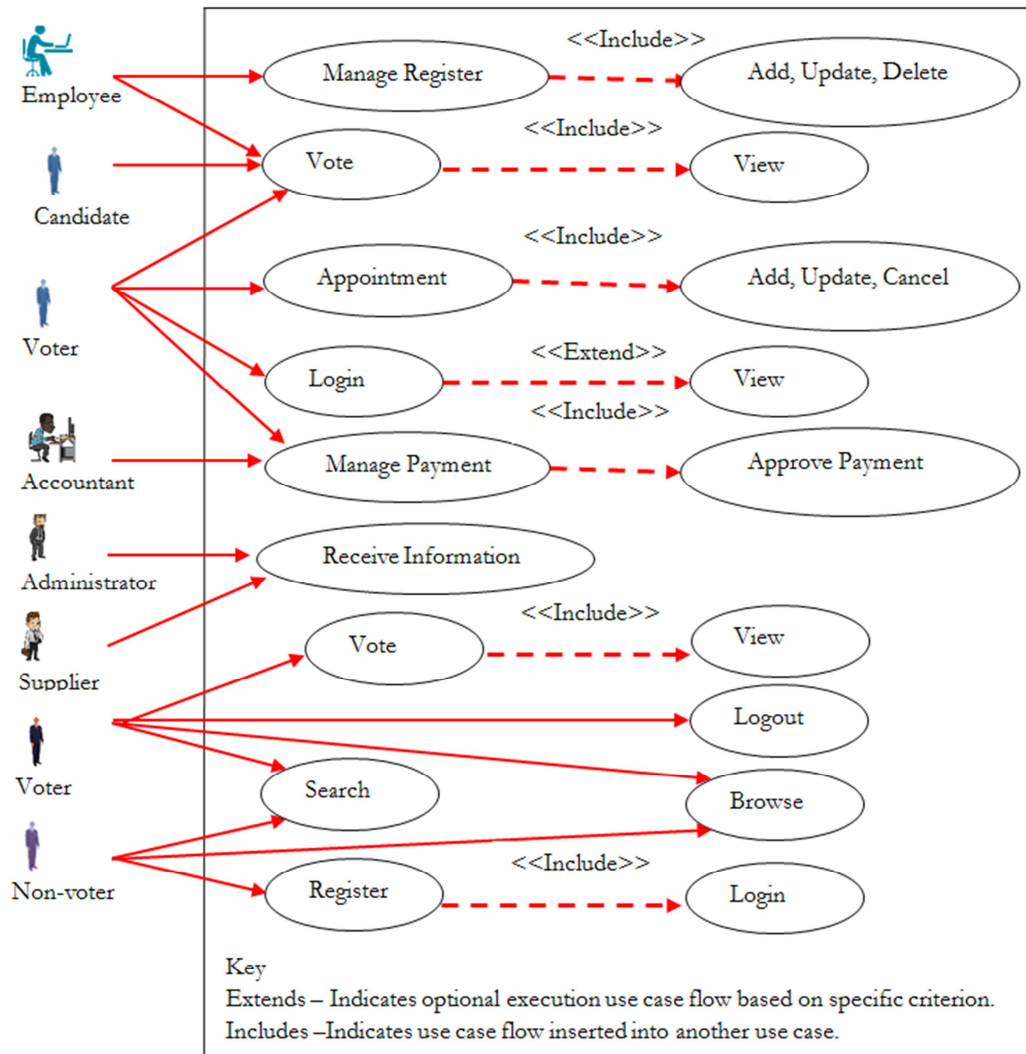 <<Include>>
Employee
Manage Register
Add, Update, Delete
<<Include>>
Candidate
Vote
View
<<Include>>
Voter
Appointment
Add, Update, Cancel
<<Extend>>
Login
View
<<Include>>
Accountant
Manage Payment
Approve Payment
Administrator
Receive Information
<<Include>>
Supplier
Vote
View
Logout
Voter
Search
Browse
Non-voter
<<Include>>
Register
Login
Key
Extends – Indicates optional execution use case flow based on specific criterion.
Includes –Indicates use case flow inserted into another use case.